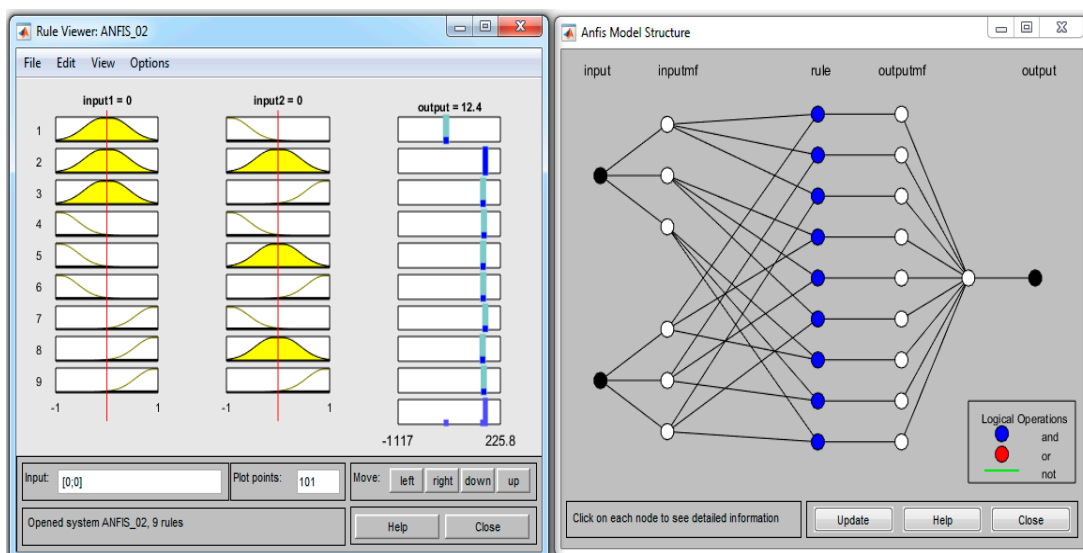 Rule Viewer: ANFIS_02
File Edit View Options
input1 = 0 input2 = 0 output = 12.4
1
2
3
4
5
6
7
8
9
-1 1 -1 1
-1117 225.8
Input: [0;0] Plot points: 101 Move: left right down up
Opened system ANFIS_02, 9 rules Help Close
Anfis Model Structure
input inputmf rule outputmf output
Logical Operations
and
or
not
Click on each node to see detailed information Update Help Close